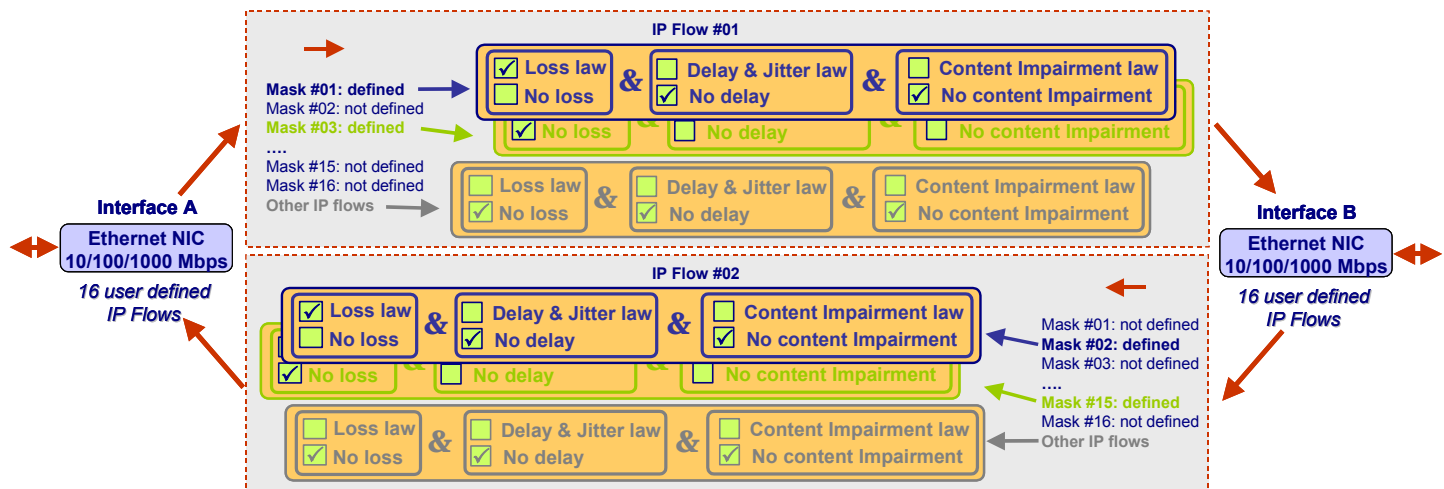 IP Flow #01
Mask #01: defined
Mask #02: not defined
Mask #03: defined
....
Mask #15: not defined
Mask #16: not defined
Other IP flows
Loss law
No loss
&
Delay & Jitter law
No delay
&
Content Impairment law
No content Impairment
No loss
&
No delay
&
No content Impairment
Loss law
No loss
&
Delay & Jitter law
No delay
&
Content Impairment law
No content Impairment
Interface A
Ethernet NIC
10/100/1000 Mbps
16 user defined
IP Flows
Interface B
Ethernet NIC
10/100/1000 Mbps
16 user defined
IP Flows
IP Flow #02
Loss law
No loss
&
Delay & Jitter law
No delay
&
Content Impairment law
No content Impairment
No loss
&
No delay
&
No content Impairment
Loss law
No loss
&
Delay & Jitter law
No delay
&
Content Impairment law
No content Impairment
Mask #01: not defined
Mask #02: defined
Mask #03: not defined
....
Mask #15: defined
Mask #16: not defined
Other IP flows